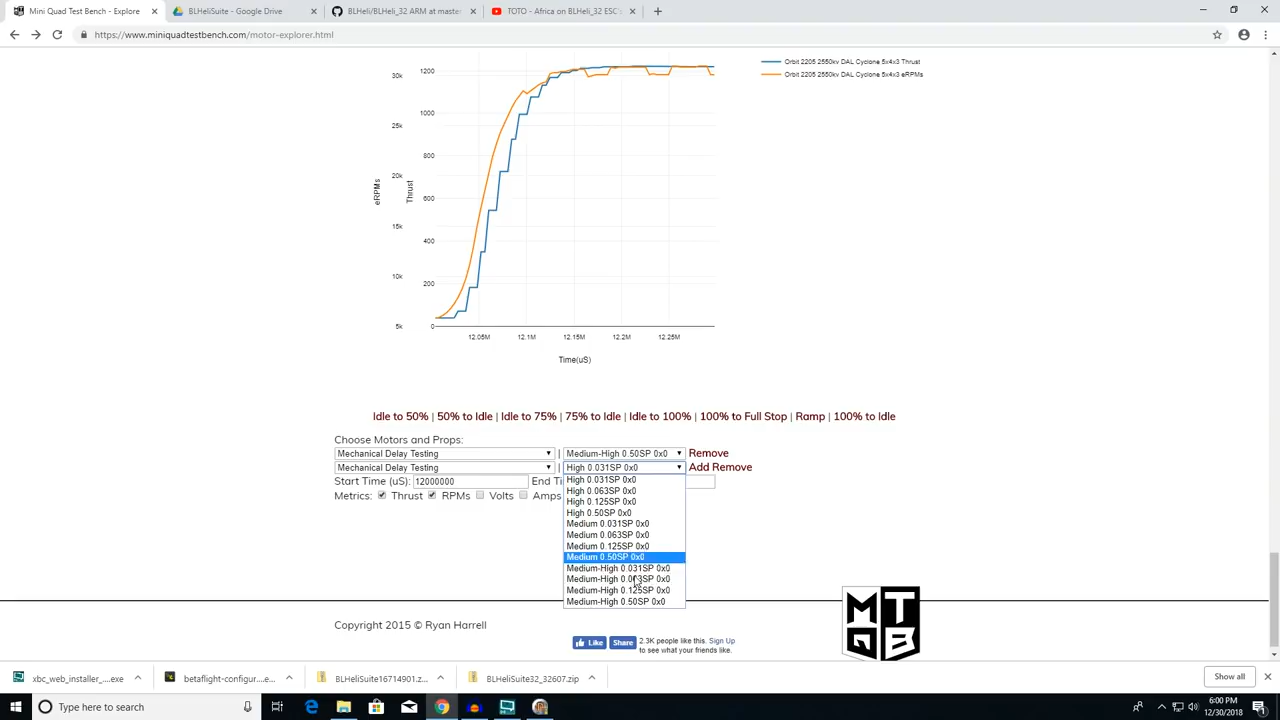 Mini Quad Test Bench - Explore
BLHeliSuite - Google Drive
BLHeli/BLHeli_32 ARM at master
TOTO - Africa on BLHeli_32 ESC's
https://www.miniquadtestbench.com/motor-explorer.html
Orbit 2205 2550kv DAL Cyclone 5x4x3 Thrust
Orbit 2205 2550kv DAL Cyclone 5x4x3 eRPMs
30k
25k
20k
15k
10k
5k
eRPMs
Thrust
1200
1000
800
600
400
200
0
12.05M 12.1M 12.15M 12.2M 12.25M
Time(uS)
Idle to 50% | 50% to Idle | Idle to 75% | 75% to Idle | Idle to 100% | 100% to Full Stop | Ramp | 100% to Idle
Choose Motors and Props:
Mechanical Delay Testing | Medium-High 0.50SP 0x0 Remove
Mechanical Delay Testing | High 0.031SP 0x0 Add Remove
Start Time (uS): 12000000 End Ti
Metrics: Thrust RPMs Volts Amps
High 0.031SP 0x0
High 0.063SP 0x0
High 0.125SP 0x0
High 0.50SP 0x0
Medium 0.031SP 0x0
Medium 0.063SP 0x0
Medium 0.125SP 0x0
Medium 0.50SP 0x0
Medium-High 0.031SP 0x0
Medium-High 0.063SP 0x0
Medium-High 0.125SP 0x0
Medium-High 0.50SP 0x0
Copyright 2015 © Ryan Harrell
Like Share 2.3K people like this. Sign Up
to see what your friends like.
MT
QB
xbc_web_installer_....exe
betaflight-configur....exe
BLHeliSuite16714901.z...
BLHeliSuite32_32607.zip
Show all
Type here to search
6:00 PM
12/30/2018